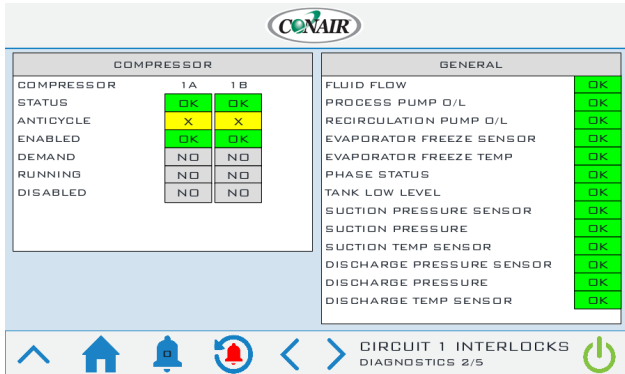 CONAIR
COMPRESSOR
COMPRESSOR 1A 1B
STATUS OK OK
ANTICYCLE X X
ENABLED OK OK
DEMAND NO NO
RUNNING NO NO
DISABLED NO NO
GENERAL
FLUID FLOW OK
PROCESS PUMP O/L OK
RECIRCULATION PUMP O/L OK
EVAPORATOR FREEZE SENSOR OK
EVAPORATOR FREEZE TEMP OK
PHASE STATUS OK
TANK LOW LEVEL OK
SUCTION PRESSURE SENSOR OK
SUCTION PRESSURE OK
SUCTION TEMP SENSOR OK
DISCHARGE PRESSURE SENSOR OK
DISCHARGE PRESSURE OK
DISCHARGE TEMP SENSOR OK
0
CIRCUIT 1 INTERLOCKS
DIAGNOSTICS 2/5